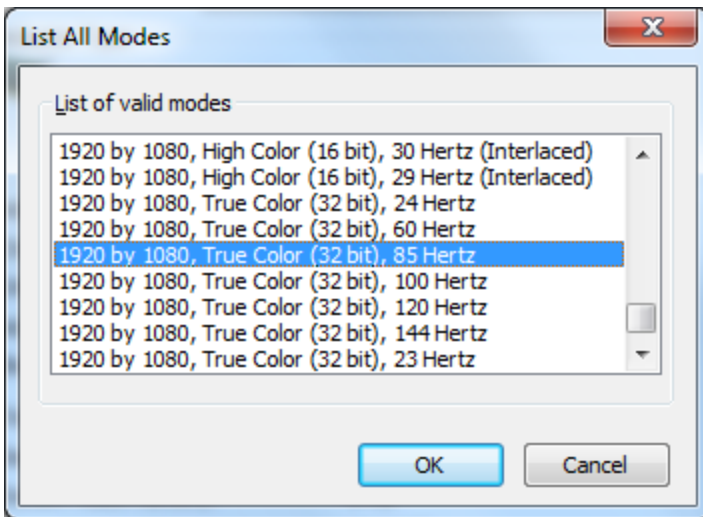 List All Modes
List of valid modes
1920 by 1080, High Color (16 bit), 30 Hertz (Interlaced)
1920 by 1080, High Color (16 bit), 29 Hertz (Interlaced)
1920 by 1080, True Color (32 bit), 24 Hertz
1920 by 1080, True Color (32 bit), 60 Hertz
1920 by 1080, True Color (32 bit), 85 Hertz
1920 by 1080, True Color (32 bit), 100 Hertz
1920 by 1080, True Color (32 bit), 120 Hertz
1920 by 1080, True Color (32 bit), 144 Hertz
1920 by 1080, True Color (32 bit), 23 Hertz
OK Cancel